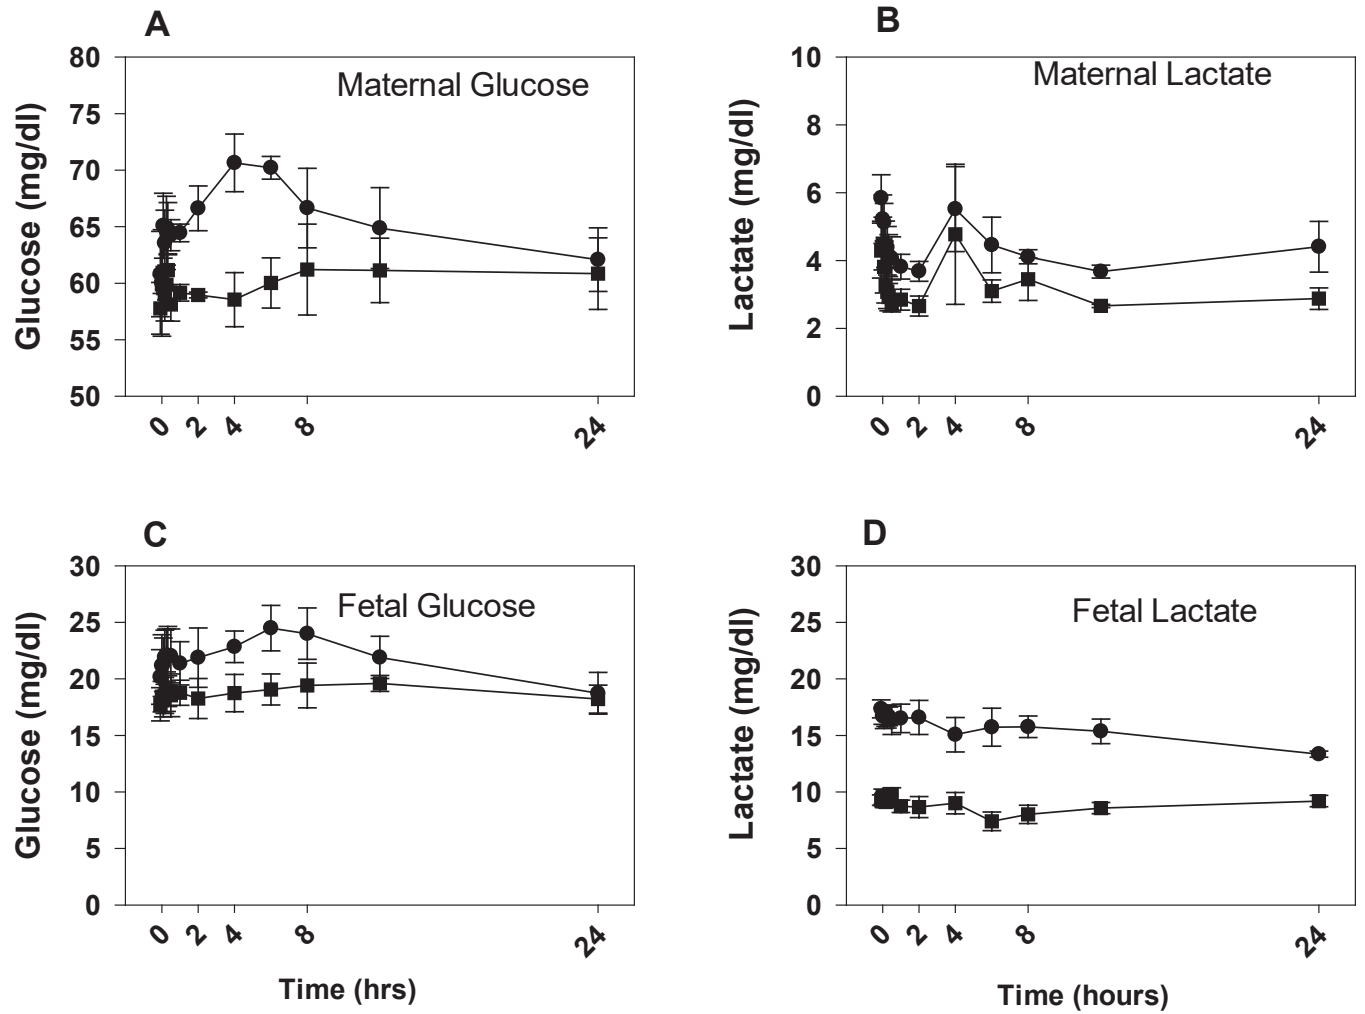 A
Maternal Glucose
Glucose (mg/dl)
80
75
70
65
60
55
50
0 2 4 8 24
B
Maternal Lactate
Lactate (mg/dl)
10
8
6
4
2
0
0 2 4 8 24
C
Fetal Glucose
Glucose (mg/dl)
30
25
20
15
10
5
0
0 2 4 8 24
Time (hrs)
D
Fetal Lactate
Lactate (mg/dl)
30
25
20
15
10
5
0
0 2 4 8 24
Time (hours)